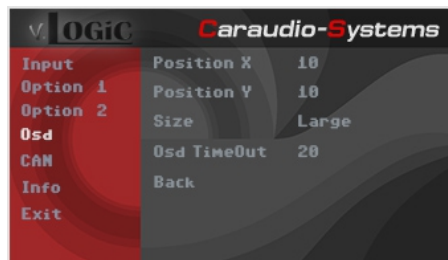 v.LOGiC Caraudio-Systems
Input
Option 1
Option 2
Osd
CAN
Info
Exit
Position X 10
Position Y 10
Size Large
Osd TimeOut 20
Back